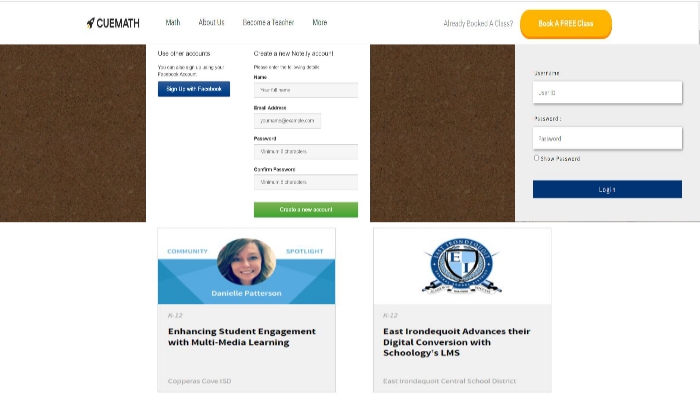 CUEMATH
Math
About Us
Become a Teacher
More
Already Booked A Class?
Book A FREE Class
Use other accounts
You can also sign up using your
Facebook Account
Sign Up with Facebook
Create a new Note.ly account
Please enter the following details
Name
Your full name
Email Address
yourname@example.com
Password
Minimum 8 characters
Confirm Password
Minimum 8 characters
Create a new account
Username
User ID
Password :
Password
Show Password
Login
COMMUNITY SPOTLIGHT
Danielle Patterson
K-12
Enhancing Student Engagement
with Multi-Media Learning
Copperas Cove ISD
EAST IRONDEQUOIT
E I
K-12
East Irondequoit Advances their
Digital Conversion with
Schoology's LMS
East Irondequoit Central School District